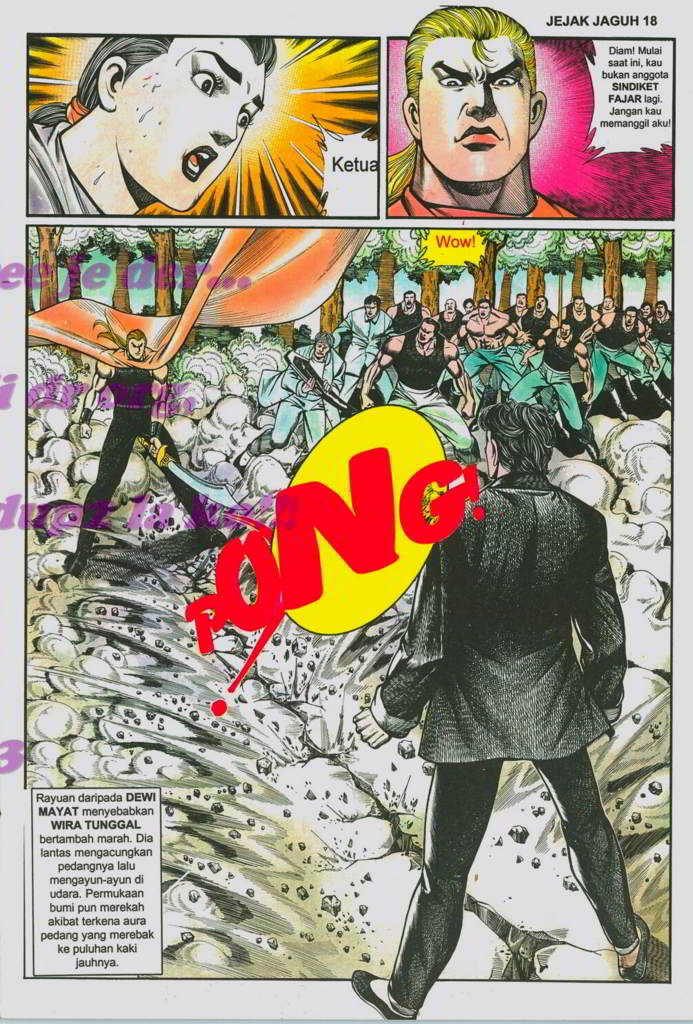 JEJAK JAGUH 18
Ketua
Diam! Mulai
saat ini, kau
bukan anggota
SINDIKET
FAJAR lagi.
Jangan kau
memanggil aku!
Wow!
PONG!
Rayuan daripada DEWI
MAYAT menyebabkan
WIRA TUNGGAL
bertambah marah. Dia
lantas mengacungkan
pedangnya lalu
mengayun-ayun di
udara. Permukaan
bumi pun merekah
akibat terkena aura
pedang yang merebak
ke puluhan kaki
jauhnya.
3